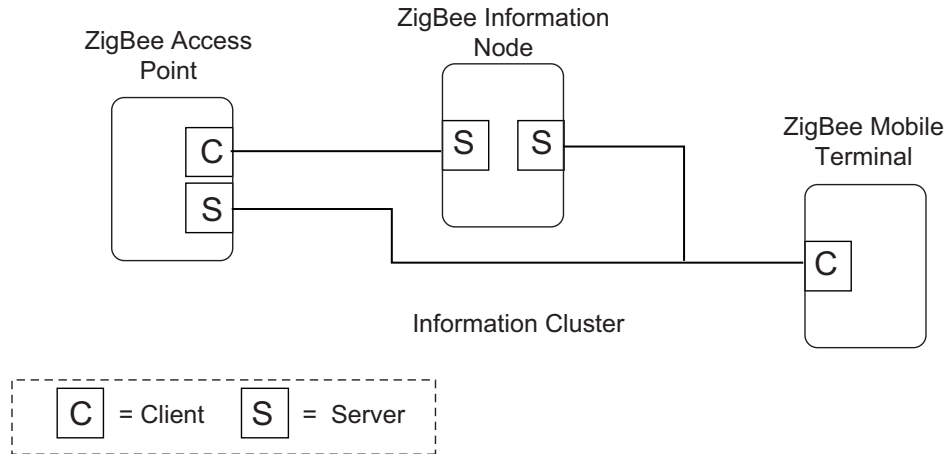 ZigBee Access
Point
ZigBee Information
Node
ZigBee Mobile
Terminal
C
S
S
S
C
Information Cluster
C = Client S = Server